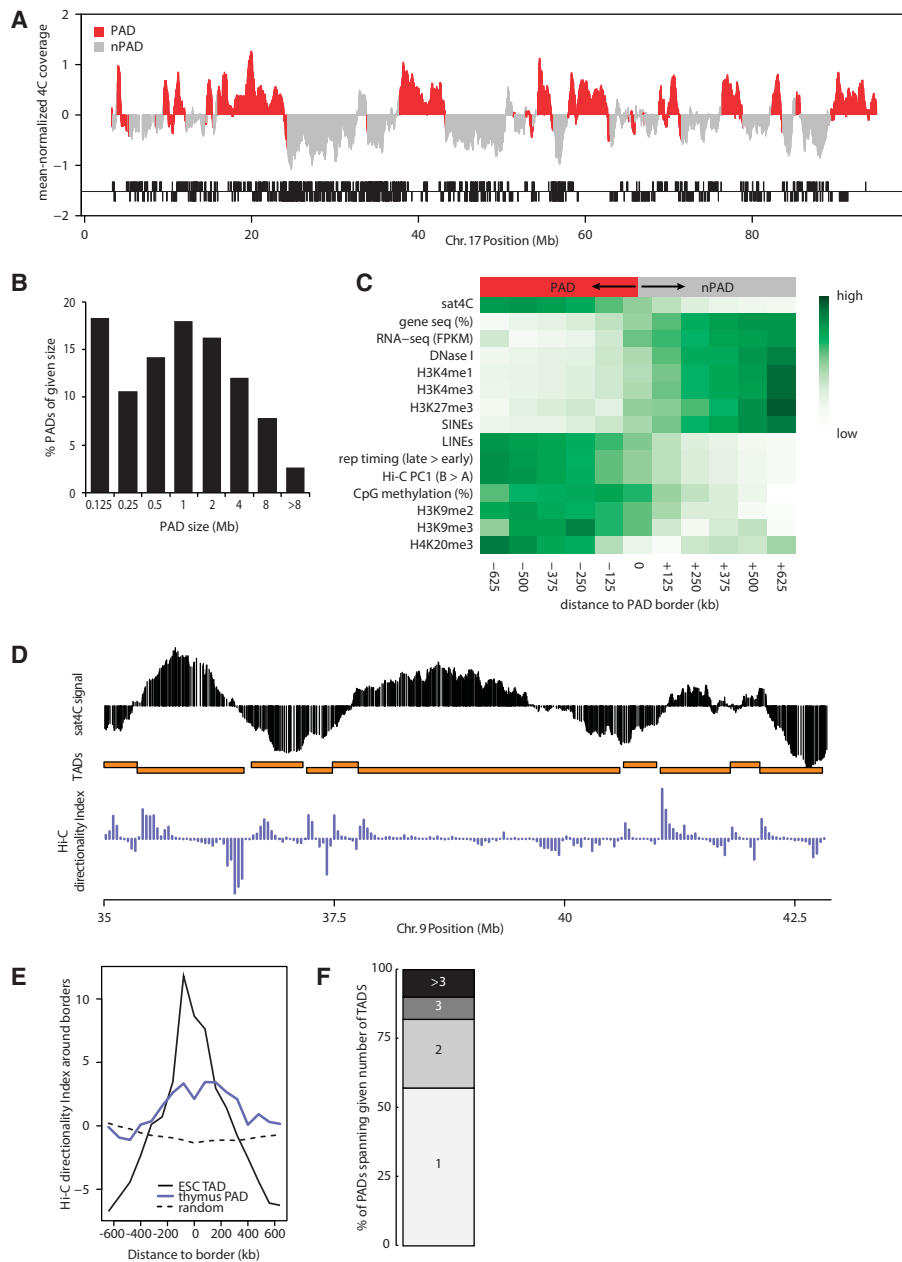 A
mean-normalized 4C coverage
2
1
0
−1
−2
PAD
nPAD
0 20 40 60 80
Chr. 17 Position (Mb)
B
% PADs of given size
20
15
10
5
0
0.125 0.25 0.5 1 2 4 8 >8
PAD size (Mb)
C
PAD nPAD
sat4C
gene seq (%)
RNA−seq (FPKM)
DNase I
H3K4me1
H3K4me3
H3K27me3
SINEs
LINEs
rep timing (late > early)
Hi-C PC1 (B > A)
CpG methylation (%)
H3K9me2
H3K9me3
H4K20me3
−625 −500 −375 −250 −125 0 +125 +250 +375 +500 +625
distance to PAD border (kb)
high
low
D
sat4C signal
TADs
Hi-C
directionality Index
35 37.5 40 42.5
Chr. 9 Position (Mb)
E
Hi-C directionality Index around borders
10
5
0
−5
ESC TAD
thymus PAD
random
-600 -400 -200 0 200 400 600
Distance to border (kb)
F
% of PADs spanning given number of TADS
100
75
50
25
0
>3
3
2
1